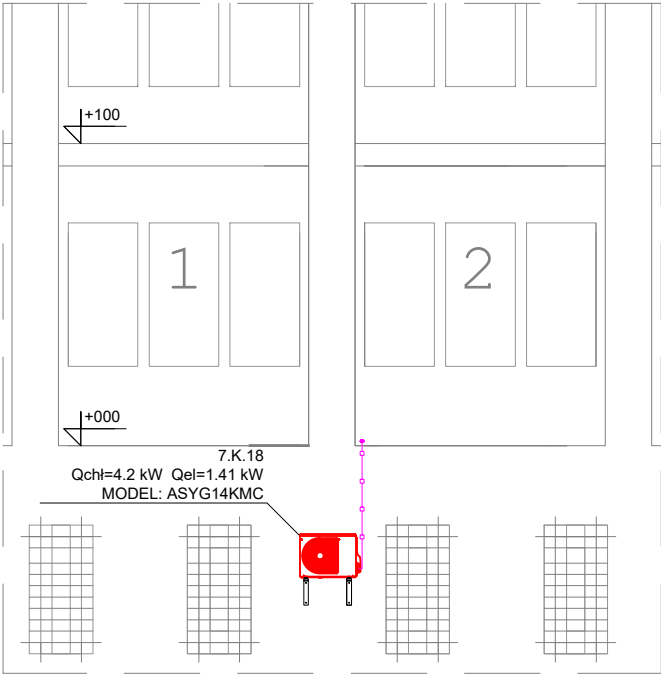 +100
1
2
+000
7.K.18
Qchł=4.2 kW Qel=1.41 kW
MODEL: ASYG14KMC